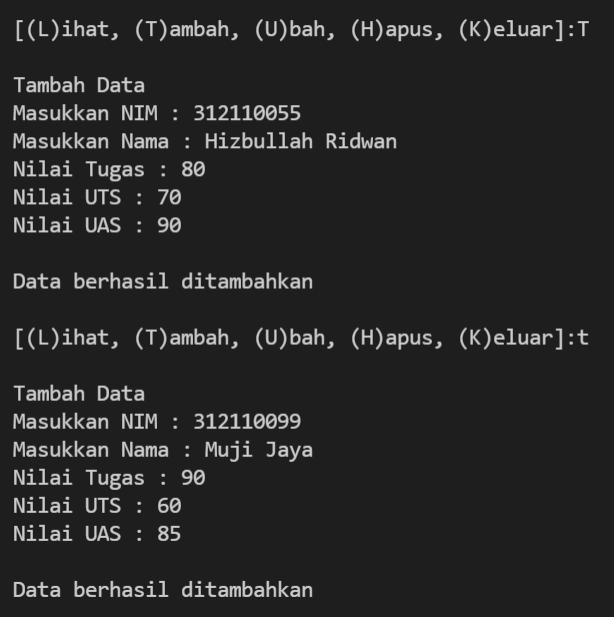 [(L)ihat, (T)ambah, (U)bah, (H)apus, (K)eluar]:T
Tambah Data
Masukkan NIM : 312110055
Masukkan Nama : Hizbullah Ridwan
Nilai Tugas : 80
Nilai UTS : 70
Nilai UAS : 90
Data berhasil ditambahkan
[(L)ihat, (T)ambah, (U)bah, (H)apus, (K)eluar]:t
Tambah Data
Masukkan NIM : 312110099
Masukkan Nama : Muji Jaya
Nilai Tugas : 90
Nilai UTS : 60
Nilai UAS : 85
Data berhasil ditambahkan